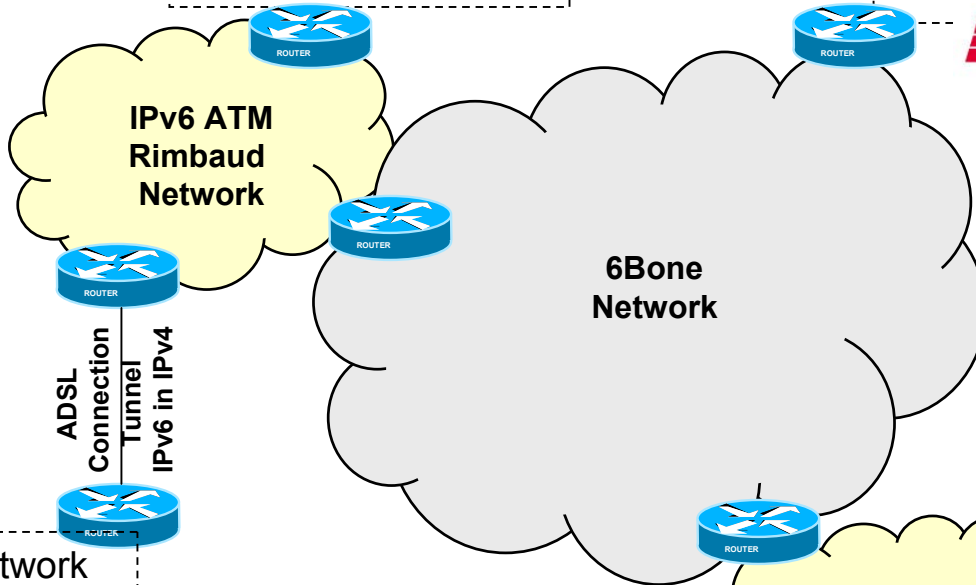 ROUTER
ROUTER
IPv6 ATM
Rimbaud
Network
ROUTER
6Bone
Network
ROUTER
ADSL
Connection
Tunnel
IPv6 in IPv4
ROUTER
ROUTER
twork